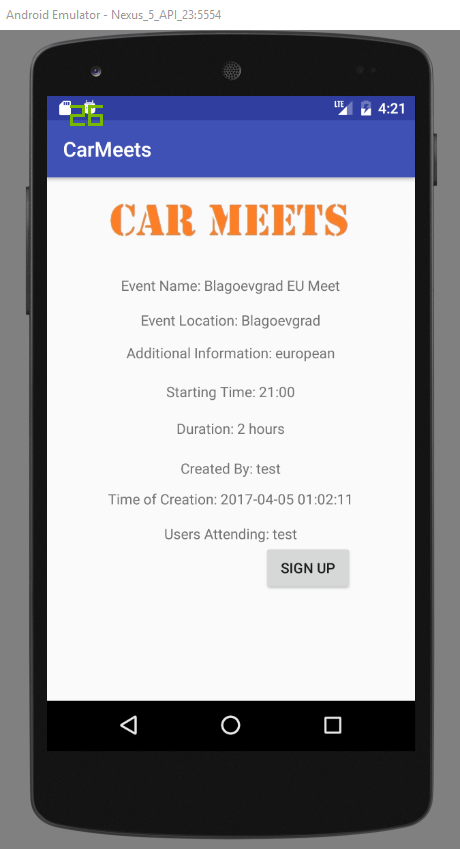 Android Emulator - Nexus_5_API_23:5554
26
LTE 4:21
CarMeets
CAR MEETS
Event Name: Blagoevgrad EU Meet
Event Location: Blagoevgrad
Additional Information: european
Starting Time: 21:00
Duration: 2 hours
Created By: test
Time of Creation: 2017-04-05 01:02:11
Users Attending: test
SIGN UP